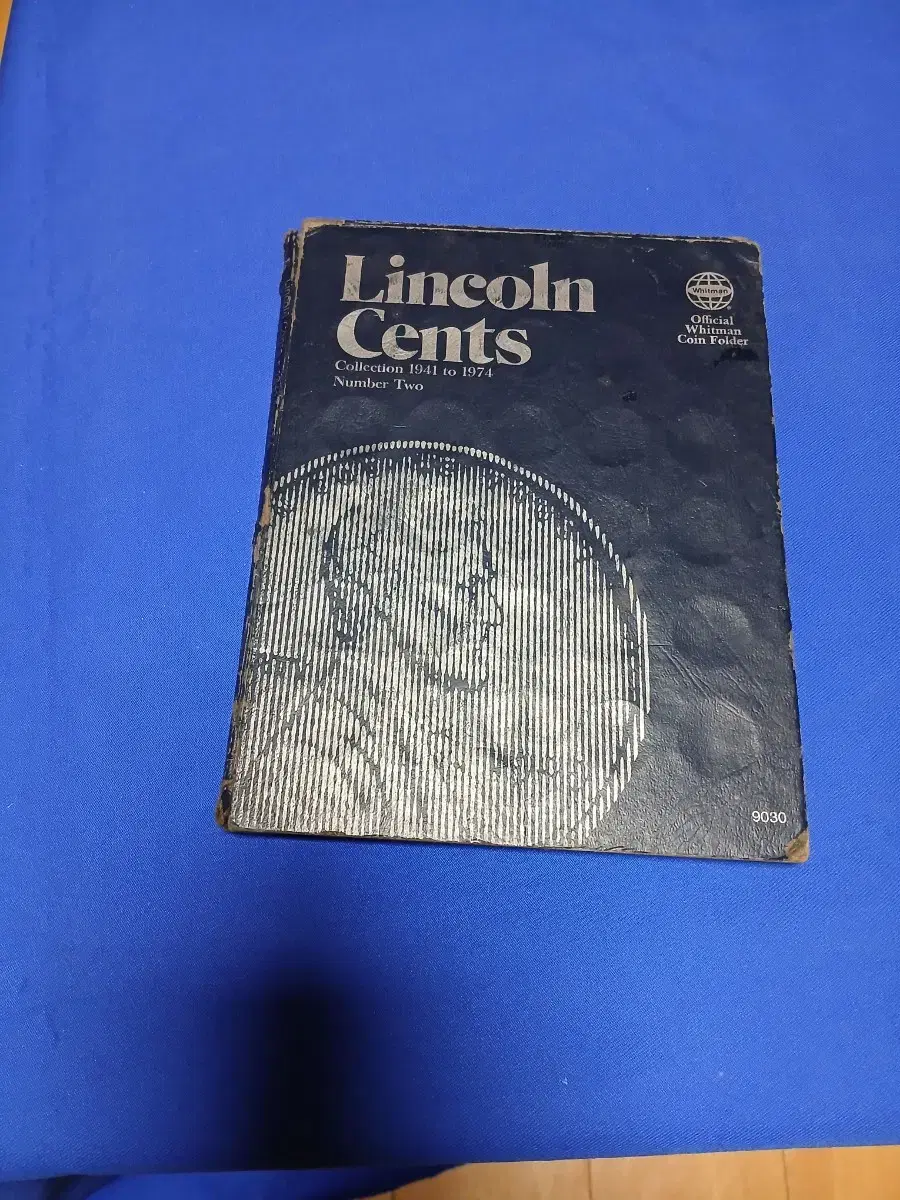 Lincoln
Cents
Collection 1941 to 1974
Number Two
Whitman
Official
Whitman
Coin Folder
9030